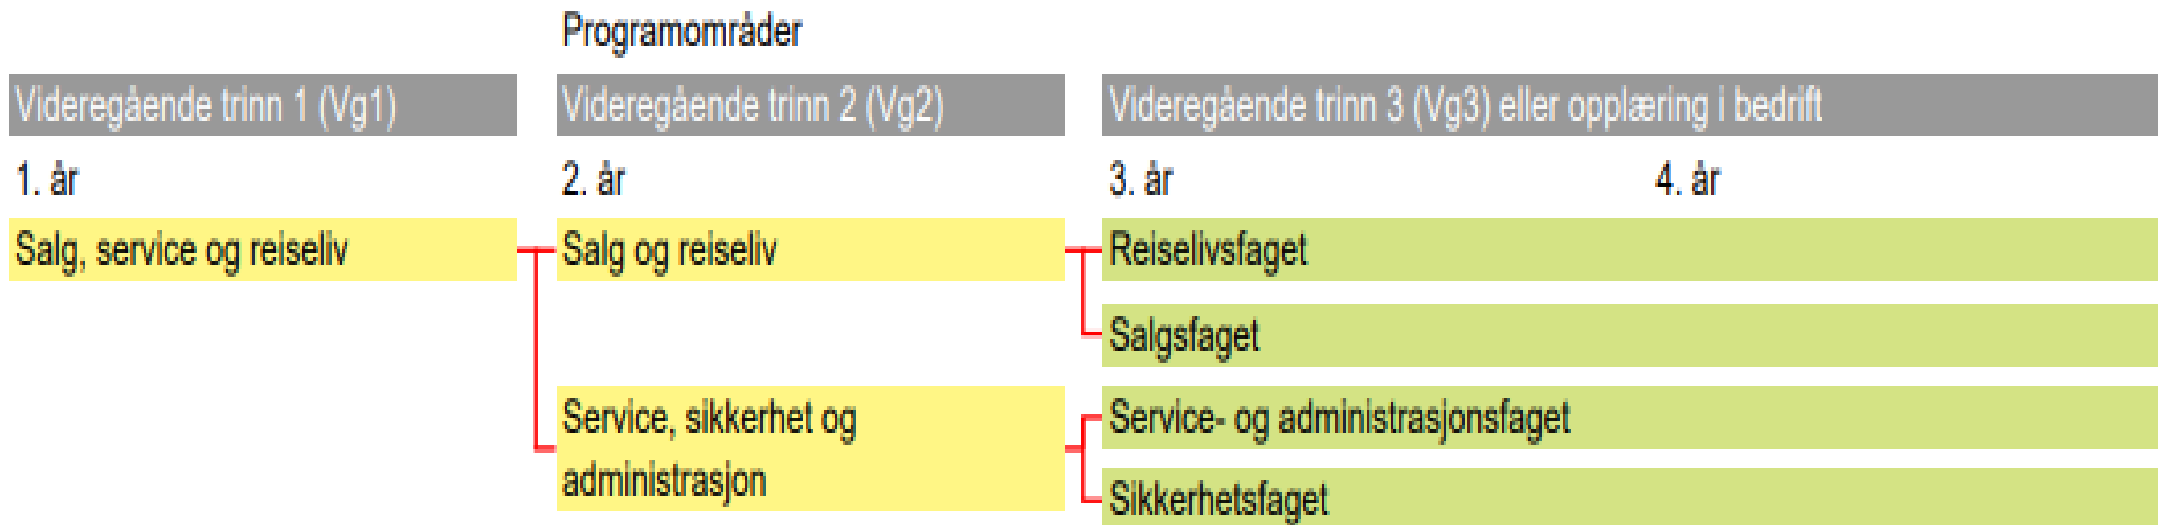 Programområder
Videregående trinn 1 (Vg1)
Videregående trinn 2 (Vg2)
Videregående trinn 3 (Vg3) eller opplæring i bedrift
1. år
2. år
3. år
4. år
Salg, service og reiseliv
Salg og reiseliv
Reiselivsfaget
Salgsfaget
Service, sikkerhet og
administrasjon
Service- og administrasjonsfaget
Sikkerhetsfaget